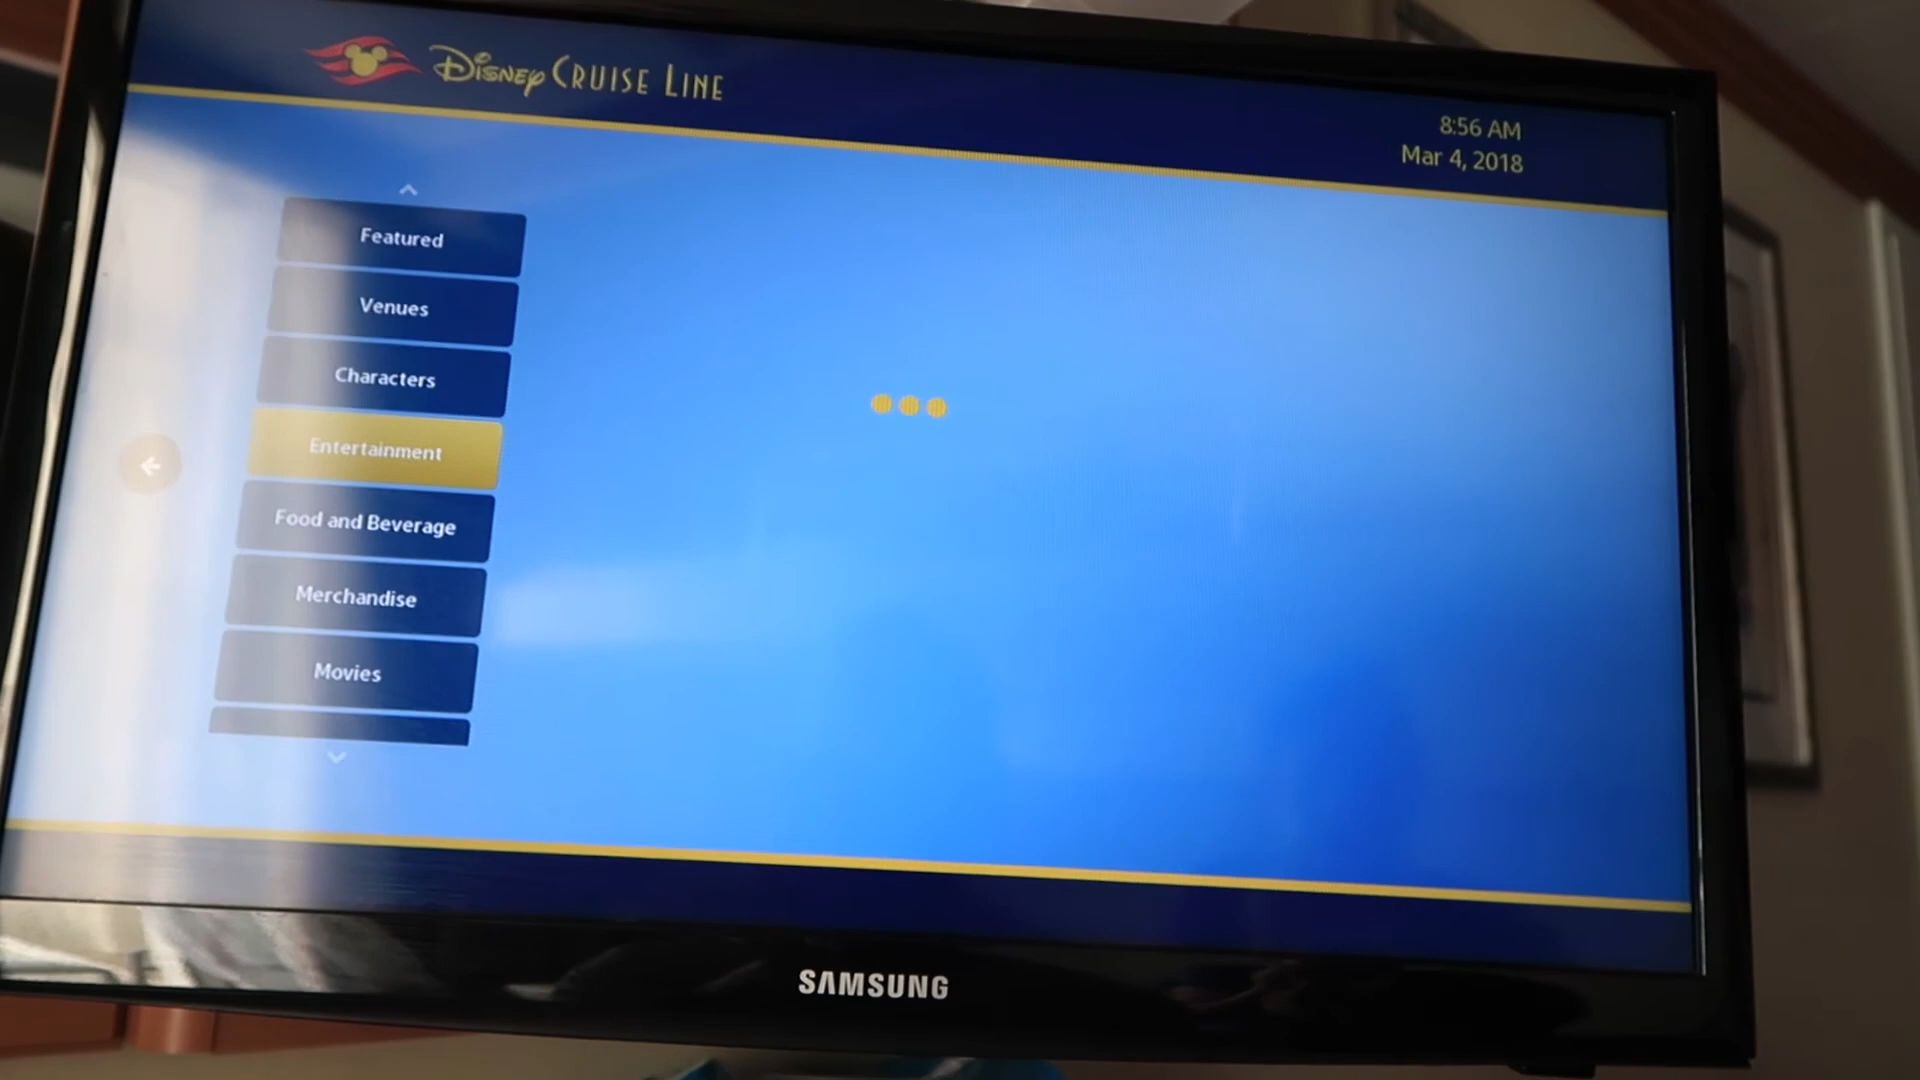 Disney Cruise Line
8:56 AM
Mar 4, 2018
Featured
Venues
Characters
Entertainment
Food and Beverage
Merchandise
Movies
SAMSUNG